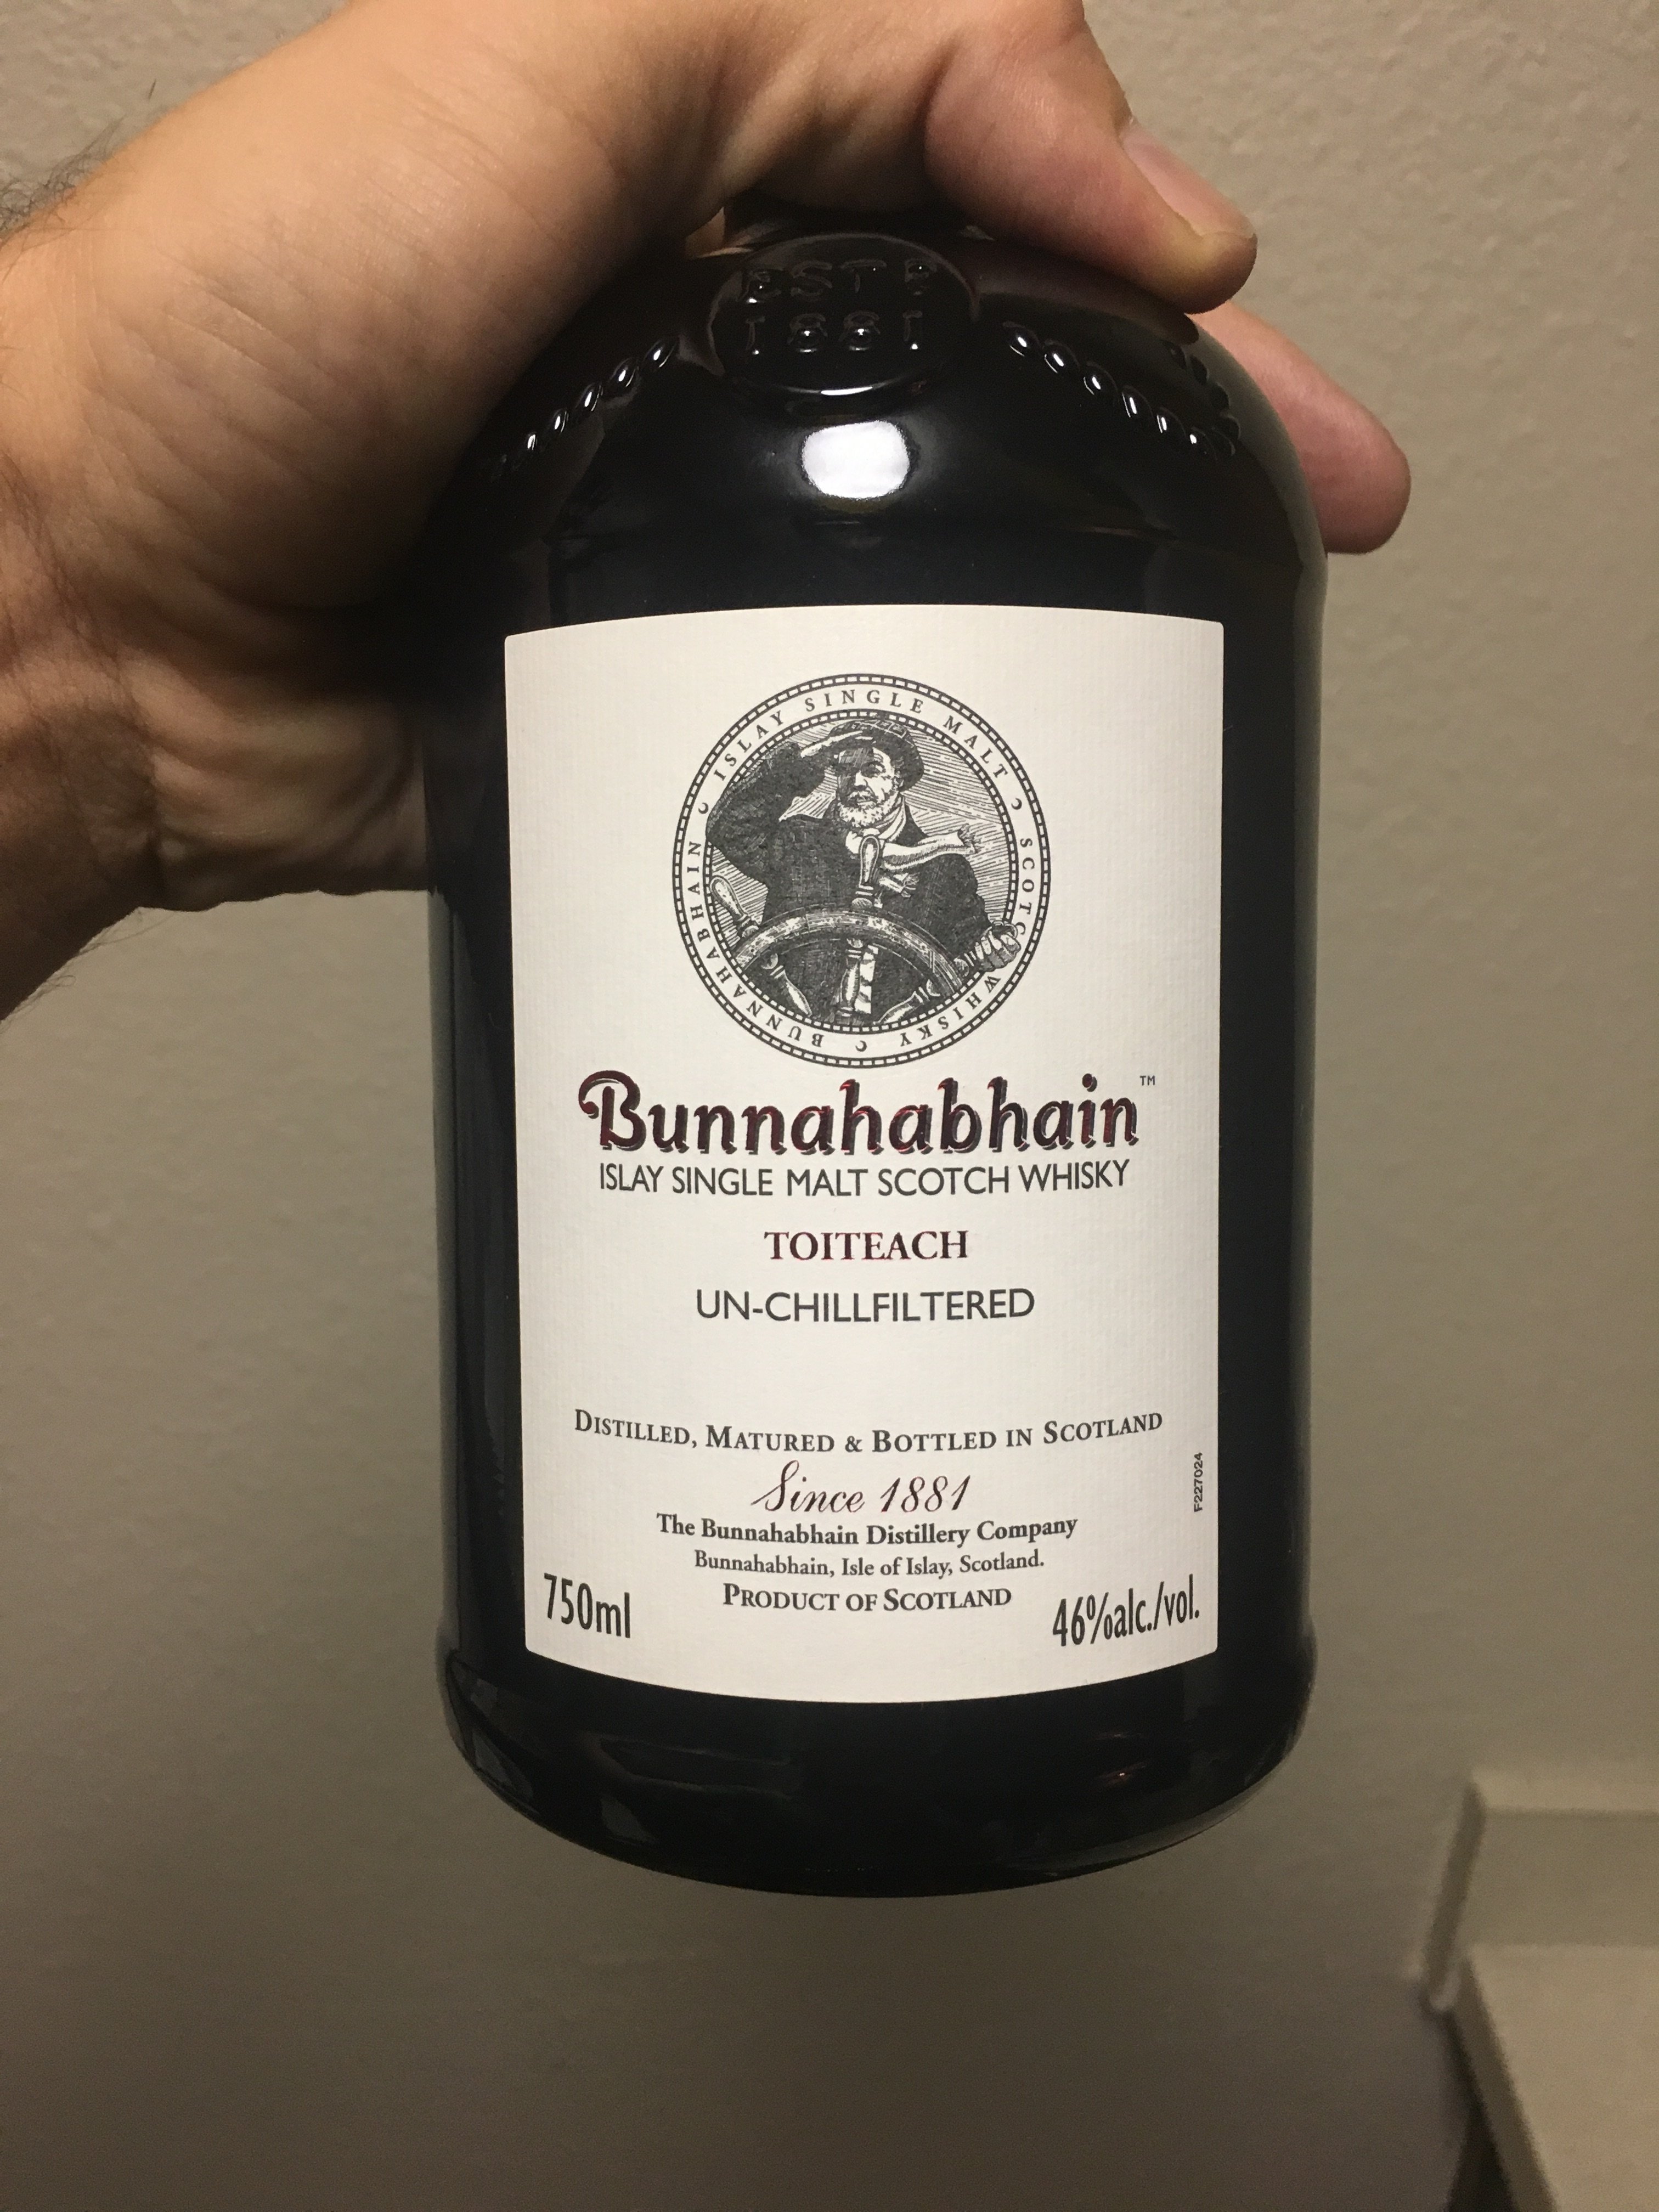 ESTD
1881
BUNNAHABHAIN ISLAY SINGLE MALT SCOTCH WHISKY
Bunnahabhain™
ISLAY SINGLE MALT SCOTCH WHISKY
TOITEACH
UN-CHILLFILTERED
DISTILLED, MATURED & BOTTLED IN SCOTLAND
Since 1881
The Bunnahabhain Distillery Company
Bunnahabhain, Isle of Islay, Scotland.
PRODUCT OF SCOTLAND
750ml
46%alc./vol.
F227024